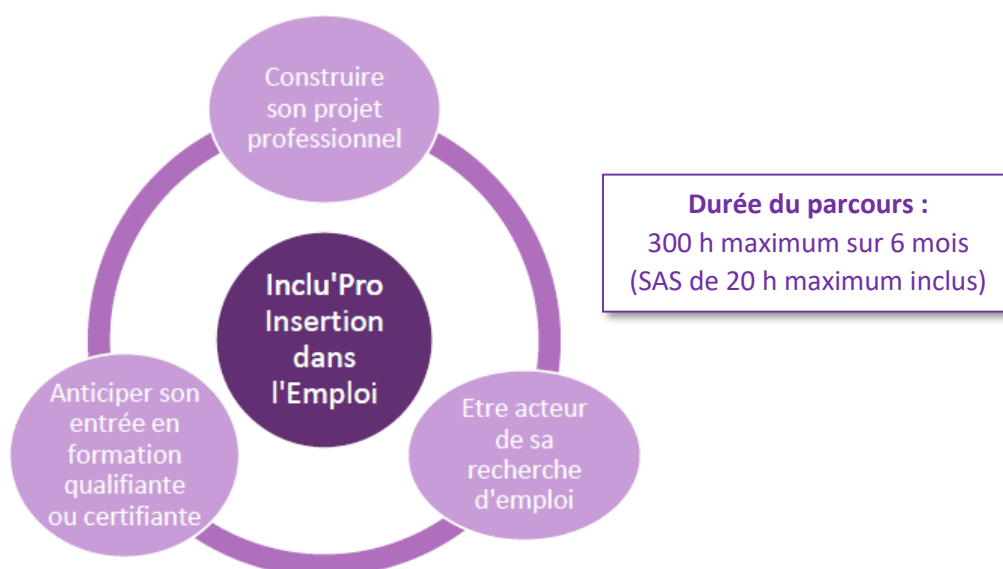 Construire
son projet
professionnel
Durée du parcours :
300 h maximum sur 6 mois
(SAS de 20 h maximum inclus)
Inclu'Pro
Insertion
dans
l'Emploi
Anticiper son
entrée en
formation
qualifiante
ou certifiante
Etre acteur
de sa
recherche
d'emploi